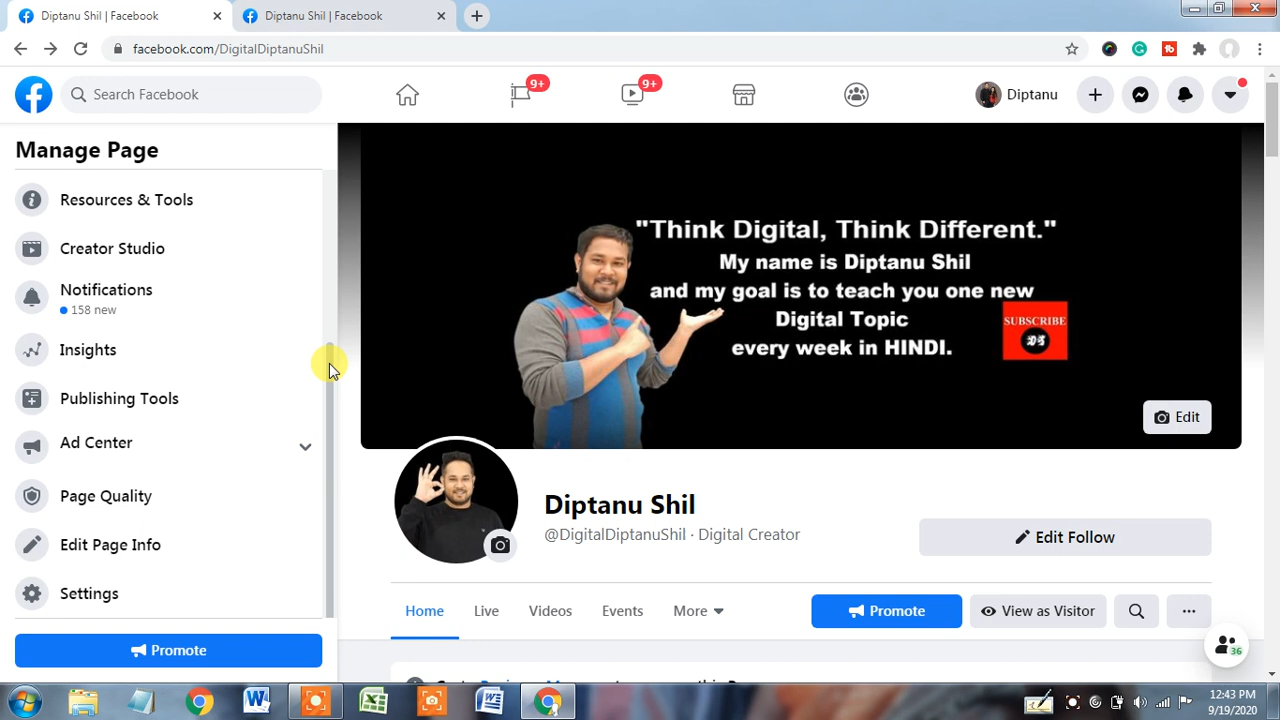 Diptanu Shil | Facebook
Diptanu Shil | Facebook
facebook.com/DigitalDiptanuShil
Search Facebook
9+
9+
Diptanu
Manage Page
Resources & Tools
Creator Studio
Notifications
158 new
Insights
Publishing Tools
Ad Center
Page Quality
Edit Page Info
Settings
Promote
"Think Digital, Think Different."
My name is Diptanu Shil
and my goal is to teach you one new
Digital Topic
every week in HINDI.
SUBSCRIBE
Edit
Diptanu Shil
@DigitalDiptanuShil · Digital Creator
Edit Follow
Home
Live
Videos
Events
More
Promote
View as Visitor
36
12:43 PM
9/19/2020